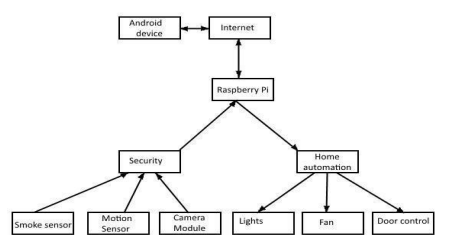 Android
device
Internet
Raspberry Pi
Security
Home
automation
Smoke sensor
Motion
Sensor
Camera
Module
Lights
Fan
Door control